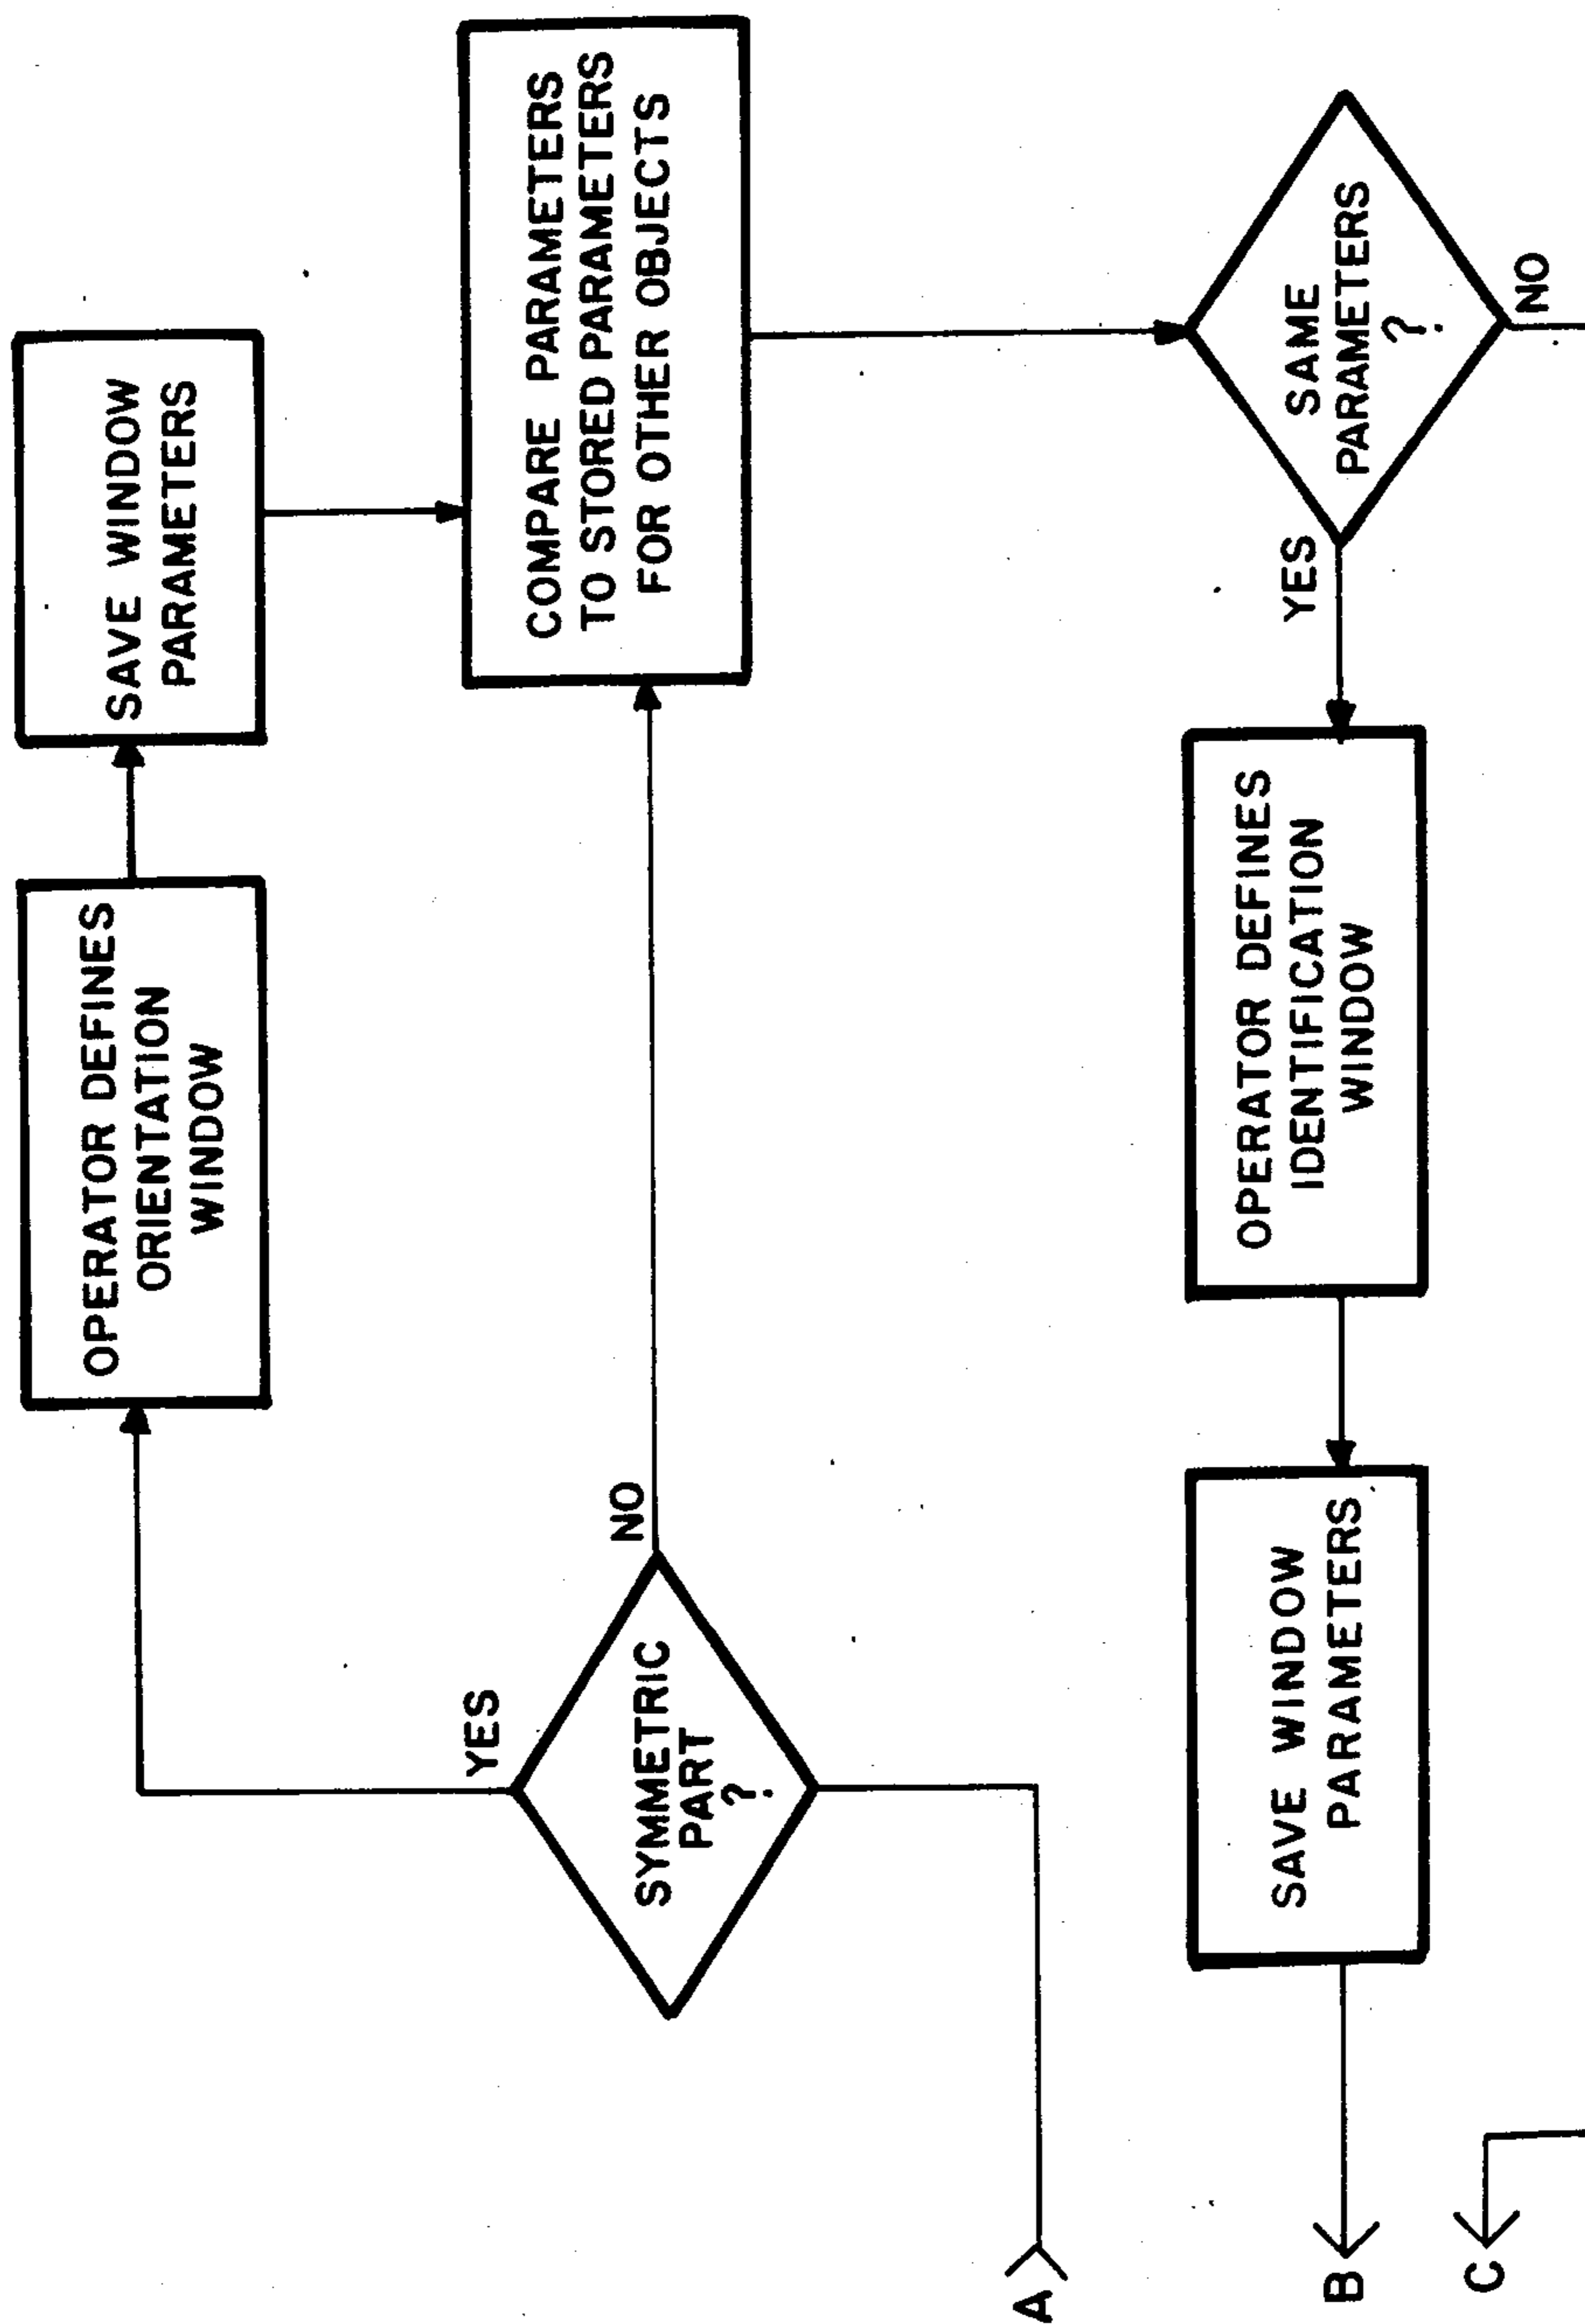 A
SYMMETRIC
PART
?
YES
OPERATOR DEFINES
ORIENTATION
WINDOW
SAVE WINDOW
PARAMETERS
NO
COMPARE PARAMETERS
TO STORED PARAMETERS
FOR OTHER OBJECTS
SAME
PARAMETERS
?
NO
YES
OPERATOR DEFINES
IDENTIFICATION
WINDOW
SAVE WINDOW
PARAMETERS
B
C